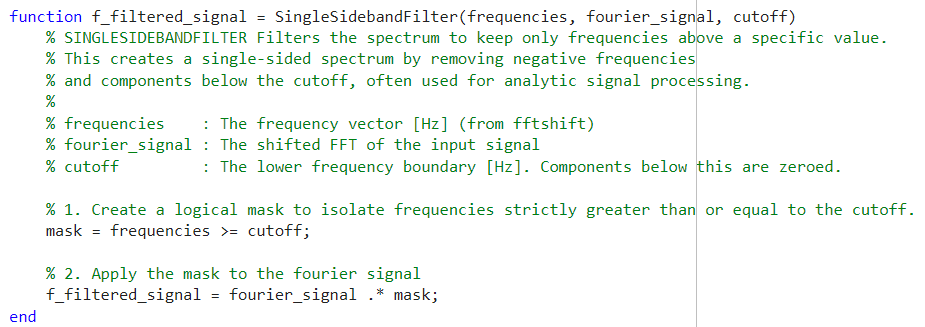 function f_filtered_signal = SingleSidebandFilter(frequencies, fourier_signal, cutoff)
    % SINGLESIDEBANDFILTER Filters the spectrum to keep only frequencies above a specific value.
    % This creates a single-sided spectrum by removing negative frequencies
    % and components below the cutoff, often used for analytic signal processing.
    %
    % frequencies    : The frequency vector [Hz] (from fftshift)
    % fourier_signal : The shifted FFT of the input signal
    % cutoff         : The lower frequency boundary [Hz]. Components below this are zeroed.

    % 1. Create a logical mask to isolate frequencies strictly greater than or equal to the cutoff.
    mask = frequencies >= cutoff;

    % 2. Apply the mask to the fourier signal
    f_filtered_signal = fourier_signal .* mask;
end